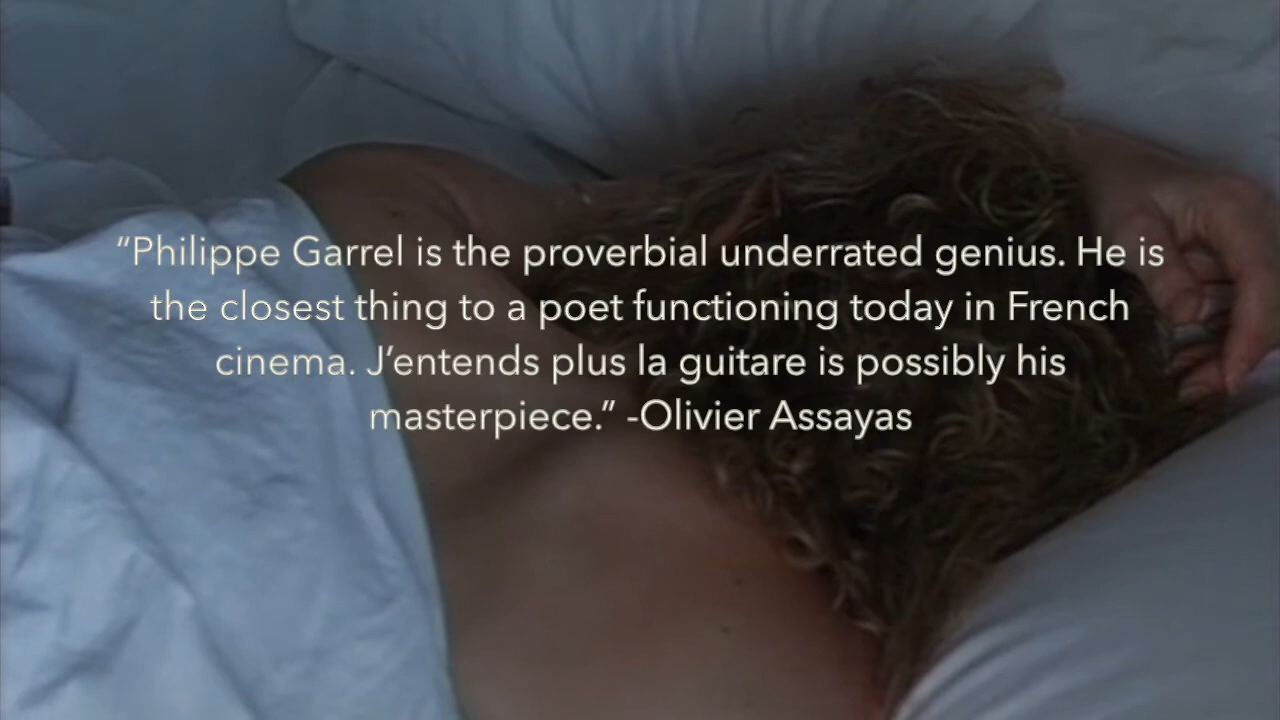 “Philippe Garrel is the proverbial underrated genius. He is
the closest thing to a poet functioning today in French
cinema. J’entends plus la guitare is possibly his
masterpiece.” -Olivier Assayas